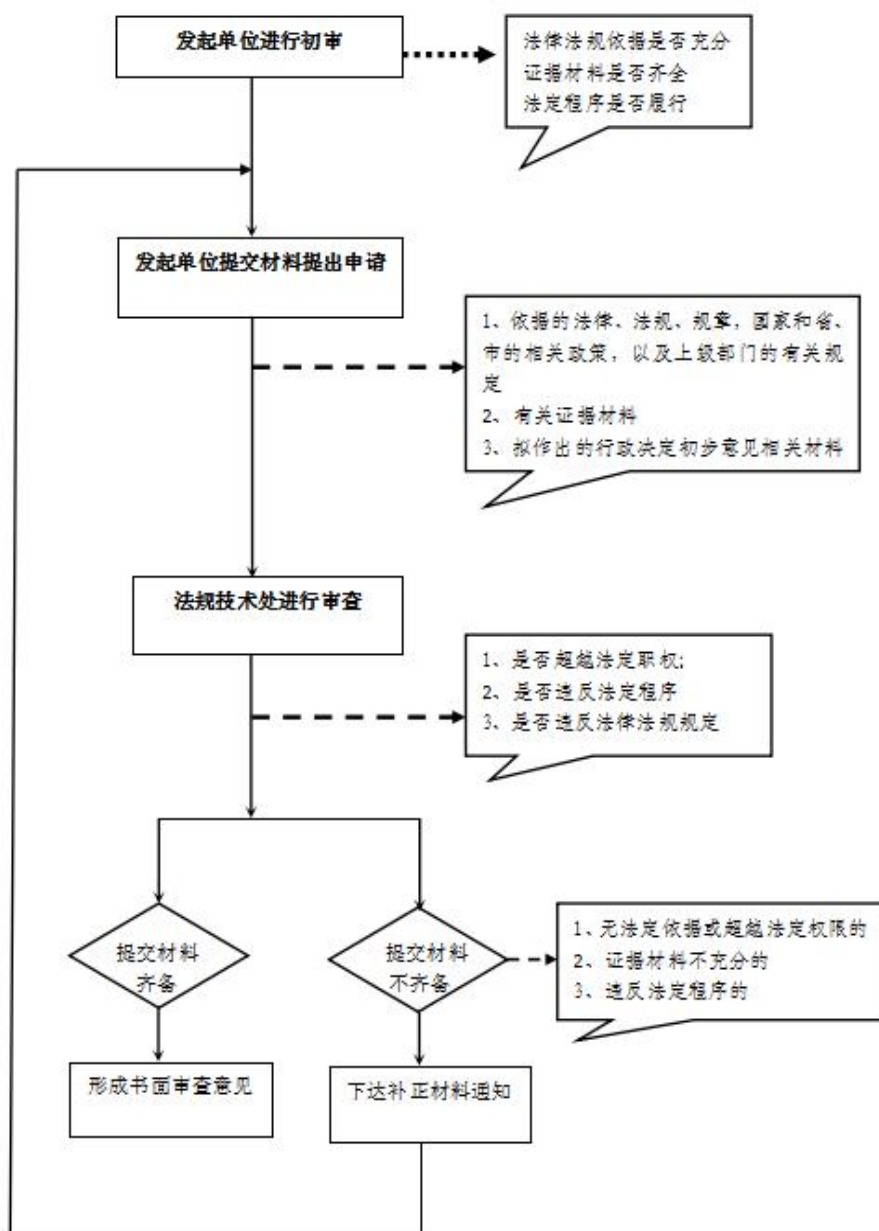 发起单位进行初审
法律法规依据是否充分
证据材料是否齐全
法定程序是否履行
发起单位提交材料提出申请
1、依据的法律、法规、规章，国家和省、
市的相关政策，以及上级部门的有关规
定
2、有关证据材料
3、拟作出的行政决定初步意见相关材料
法规技术处进行审查
1、是否超越法定职权;
2、是否违反法定程序
3、是否违反法律法规规定
提交材料
齐备
提交材料
不齐备
1、无法定依据或超越法定权限的
2、证据材料不充分的
3、违反法定程序的
形成书面审查意见
下达补正材料通知